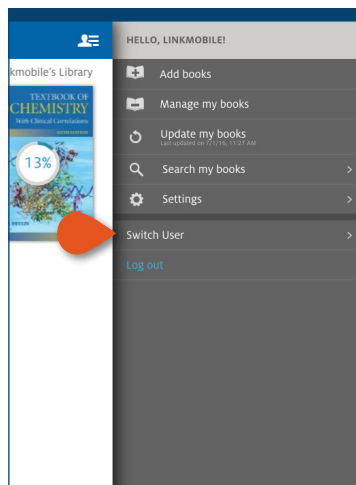 HELLO, LINKMOBILE!
kmobile's Library
Add books
TEXTBOOK OF
CHEMISTRY
With Clinical Correlations
Manage my books
Update my books
Last updated on 7/1/16, 11:27 AM
13%
Search my books
Settings
Switch User
Log out